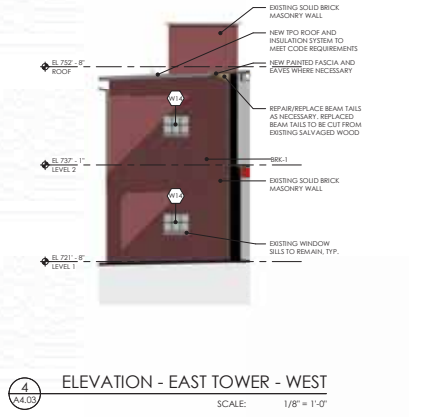 EXISTING SOLID BRICK
MASONRY WALL
NEW TPO ROOF AND
INSULATION SYSTEM TO
MEET CODE REQUIREMENTS
EL 752' - 8"
ROOF
NEW PAINTED FASCIA AND
EAVES WHERE NECESSARY
W14
REPAIR/REPLACE BEAM TAILS
AS NECESSARY. REPLACED
BEAM TAILS TO BE CUT FROM
EXISTING SALVAGED WOOD
EL 737' - 1"
LEVEL 2
BRK-1
EXISTING SOLID BRICK
MASONRY WALL
W14
EXISTING WINDOW
SILLS TO REMAIN, TYP.
EL 721' - 8"
LEVEL 1
4
A4.03
ELEVATION - EAST TOWER - WEST
SCALE: 1/8" = 1'-0"